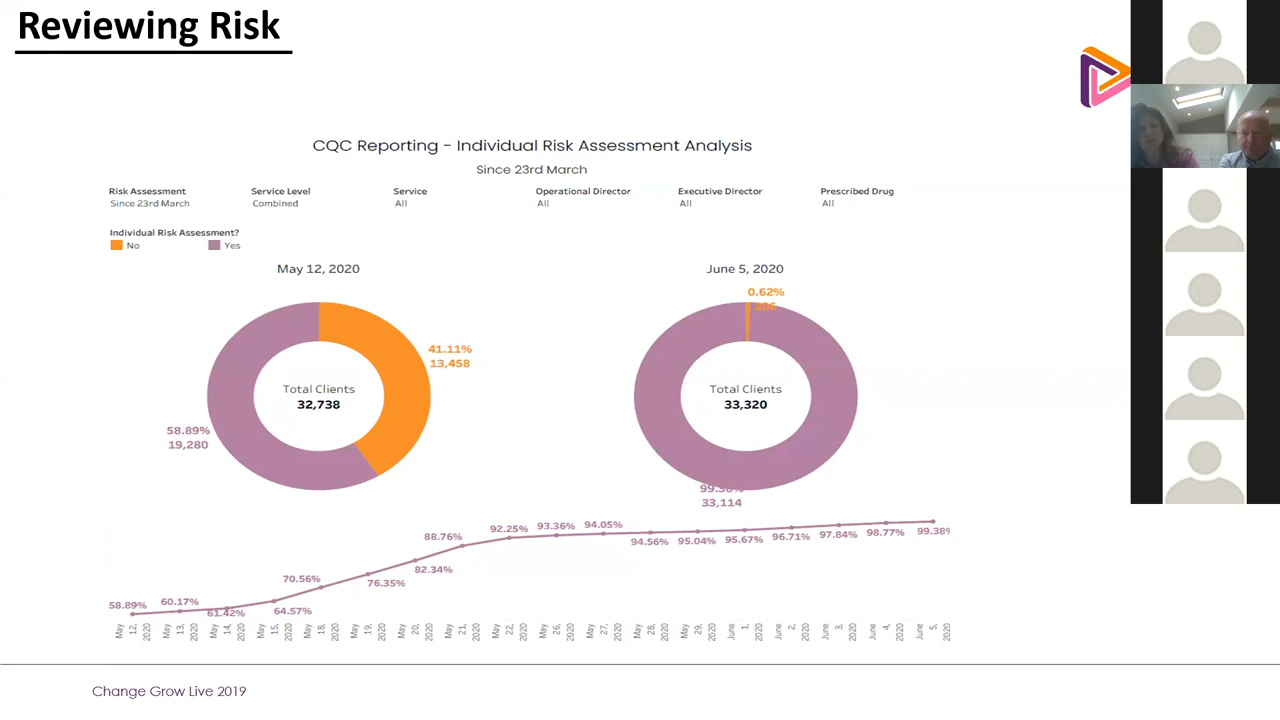 Reviewing Risk
CQC Reporting - Individual Risk Assessment Analysis
Since 23rd March
Risk Assessment
Since 23rd March
Service Level
Combined
Service
All
Operational Director
All
Executive Director
All
Prescribed Drug
All
Individual Risk Assessment?
No
Yes
May 12, 2020
41.11%
13,458
Total Clients
32,738
58.89%
19,280
June 5, 2020
0.62%
206
Total Clients
33,320
99.38%
33,114
58.89%
60.17%
61.42%
64.57%
70.56%
76.35%
82.34%
88.76%
92.25%
93.36%
94.05%
94.56%
95.04%
95.67%
96.71%
97.84%
98.77%
99.38%
May 12, 2020
May 13, 2020
May 14, 2020
May 15, 2020
May 18, 2020
May 19, 2020
May 20, 2020
May 21, 2020
May 22, 2020
May 26, 2020
May 27, 2020
May 28, 2020
May 29, 2020
June 1, 2020
June 2, 2020
June 3, 2020
June 4, 2020
June 5, 2020
Change Grow Live 2019